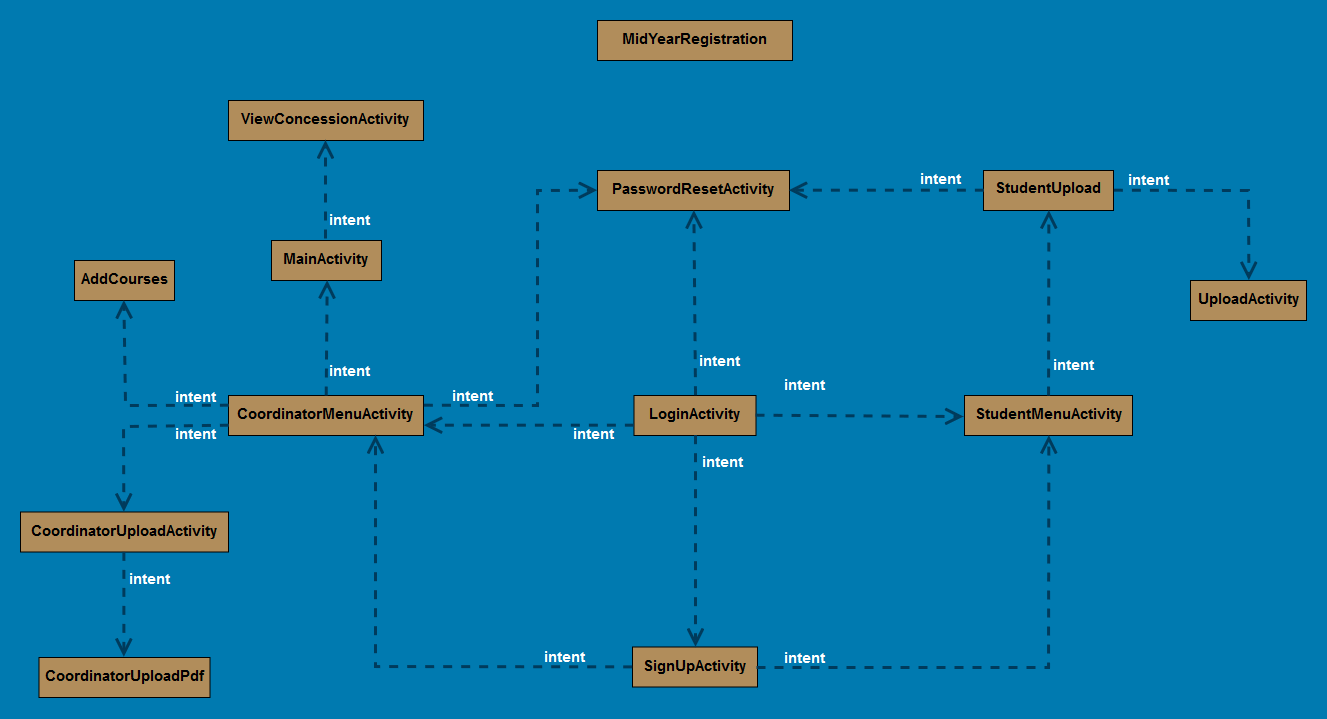 MidYearRegistration
ViewConcessionActivity
PasswordResetActivity
intent
StudentUpload
intent
intent
MainActivity
AddCourses
UploadActivity
intent
intent
intent
intent
intent
intent
CoordinatorMenuActivity
LoginActivity
StudentMenuActivity
intent
intent
intent
CoordinatorUploadActivity
intent
intent
intent
SignUpActivity
CoordinatorUploadPdf